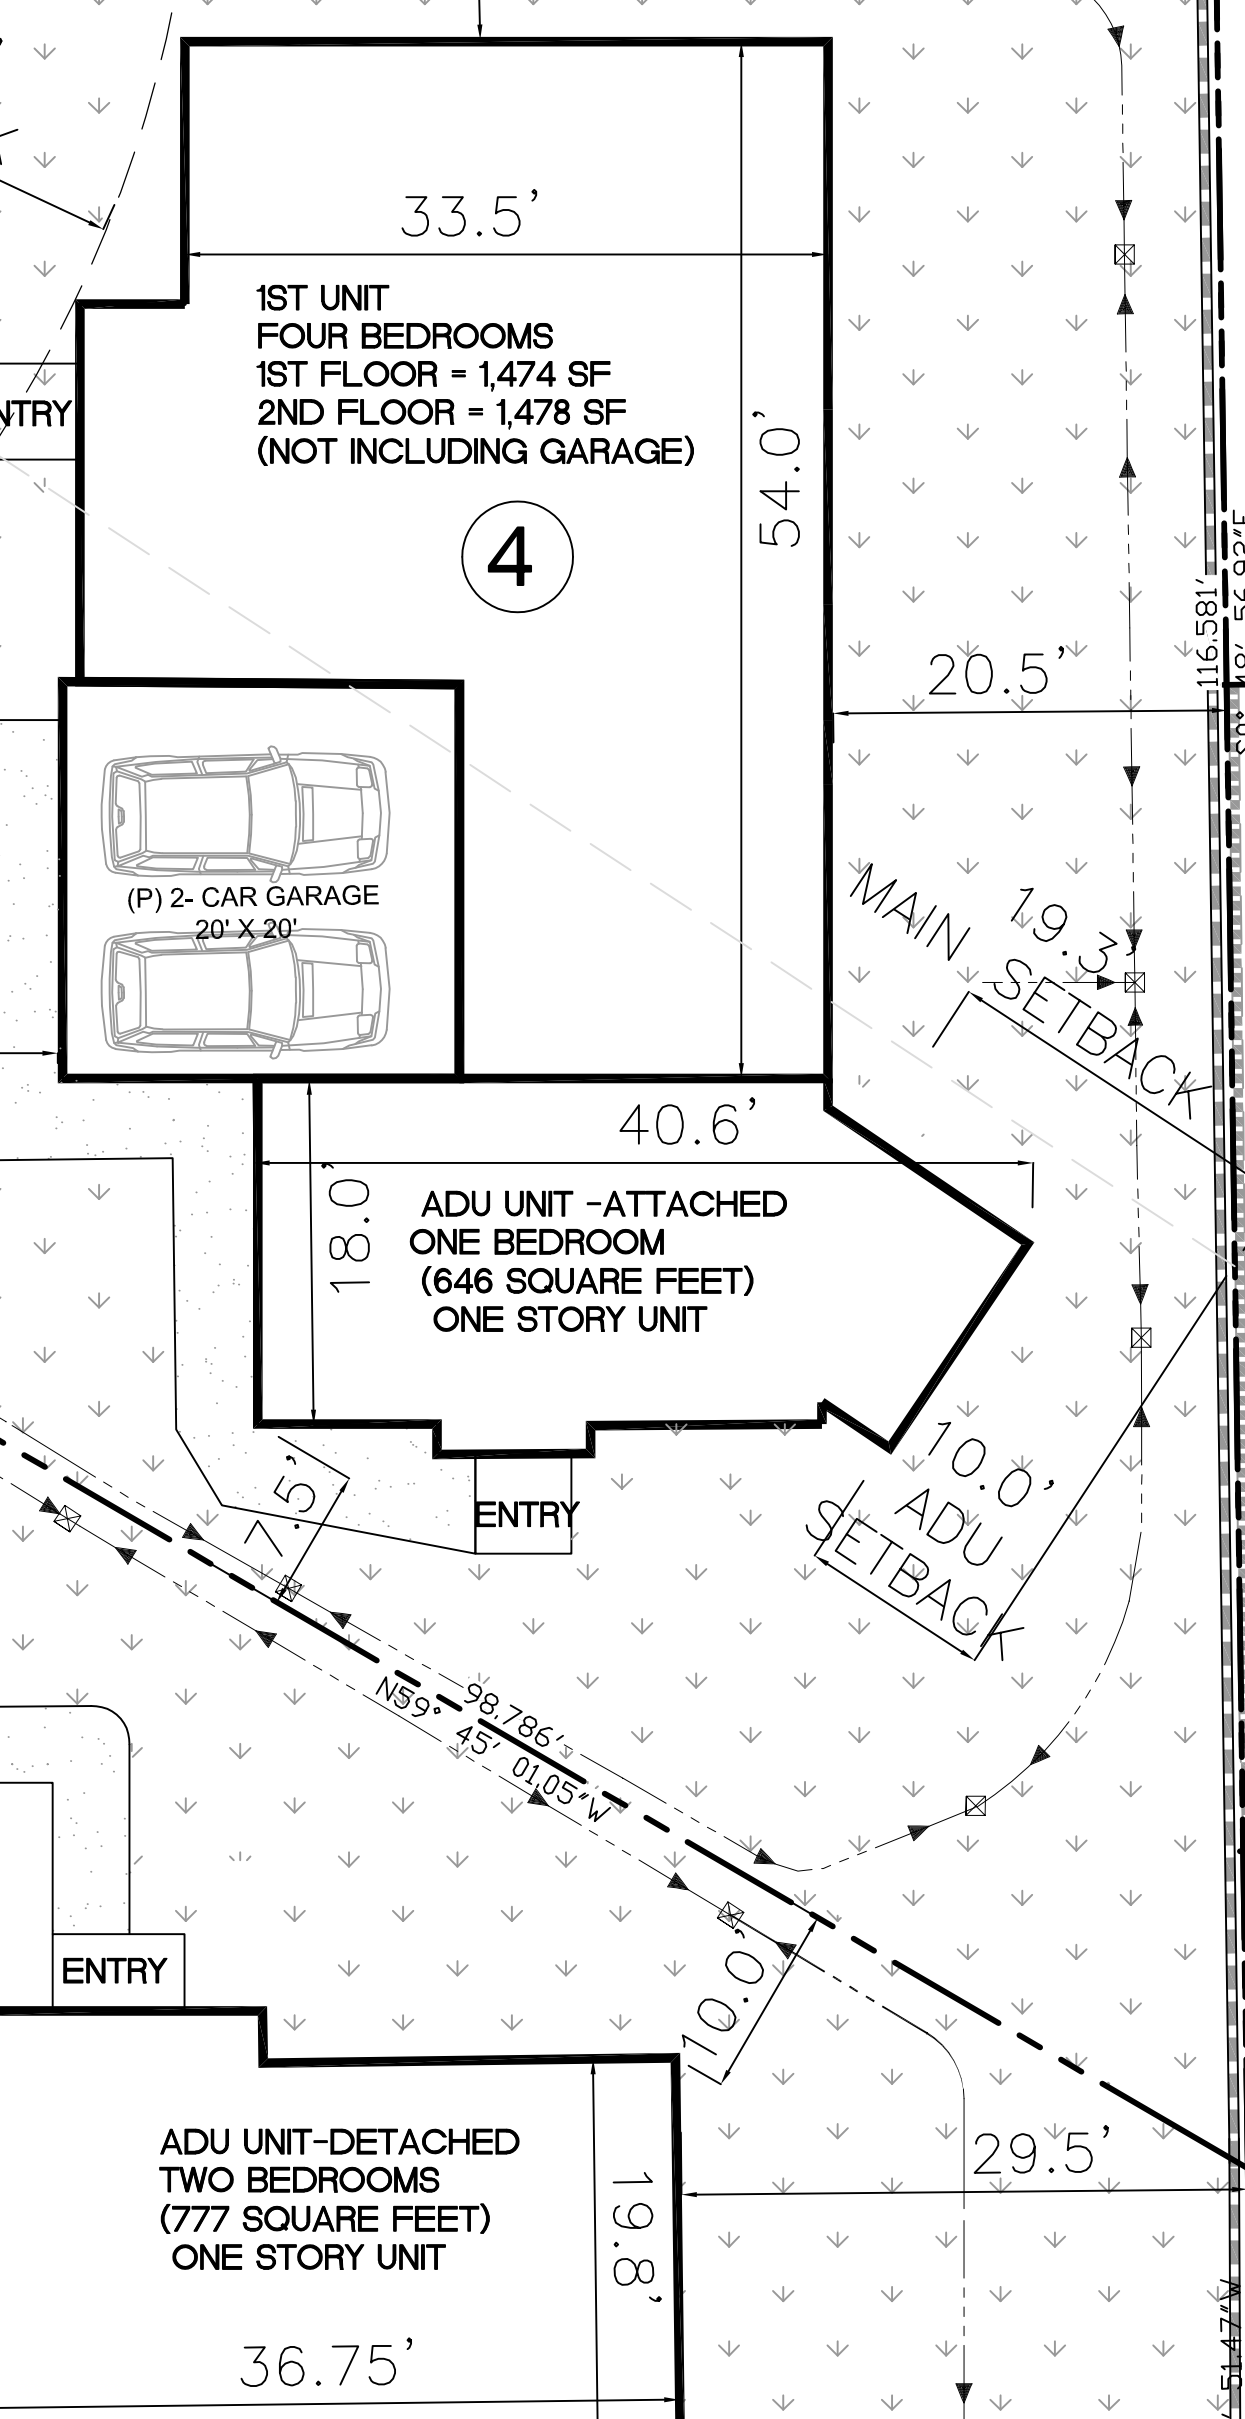 33.5'
1ST UNIT
FOUR BEDROOMS
1ST FLOOR = 1,474 SF
2ND FLOOR = 1,478 SF
(NOT INCLUDING GARAGE)
NTRY
54.0'
4
116.581'
20.5'
(P) 2- CAR GARAGE
20' X 20'
19.3'
MAIN
SETBACK
40.6'
18.0'
ADU UNIT -ATTACHED
ONE BEDROOM
(646 SQUARE FEET)
ONE STORY UNIT
7.5'
ENTRY
10.0'
ADU
SETBACK
98.786'
N59° 45' 01.05"W
10.0'
ENTRY
29.5'
ADU UNIT-DETACHED
TWO BEDROOMS
(777 SQUARE FEET)
ONE STORY UNIT
19.8'
36.75'
51.47"W